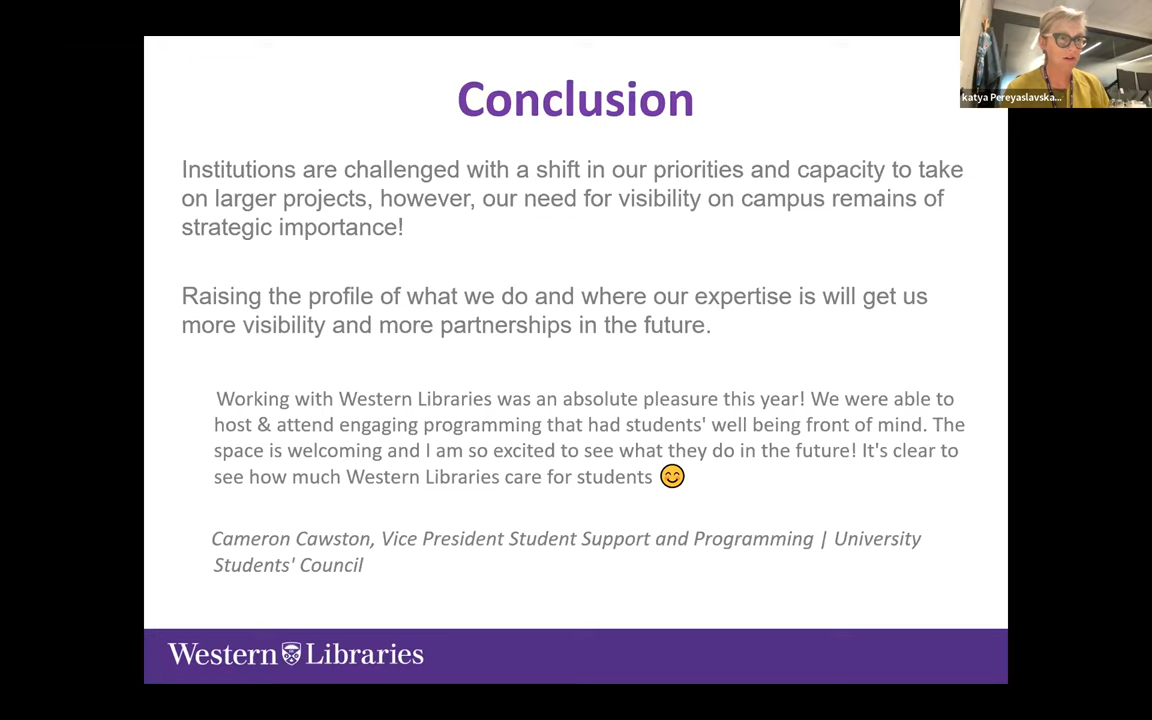 katya Pereyaslavska...
Conclusion
Institutions are challenged with a shift in our priorities and capacity to take
on larger projects, however, our need for visibility on campus remains of
strategic importance!
Raising the profile of what we do and where our expertise is will get us
more visibility and more partnerships in the future.
Working with Western Libraries was an absolute pleasure this year! We were able to
host & attend engaging programming that had students' well being front of mind. The
space is welcoming and I am so excited to see what they do in the future! It's clear to
see how much Western Libraries care for students 😊
Cameron Cawston, Vice President Student Support and Programming | University
Students' Council
Western Libraries